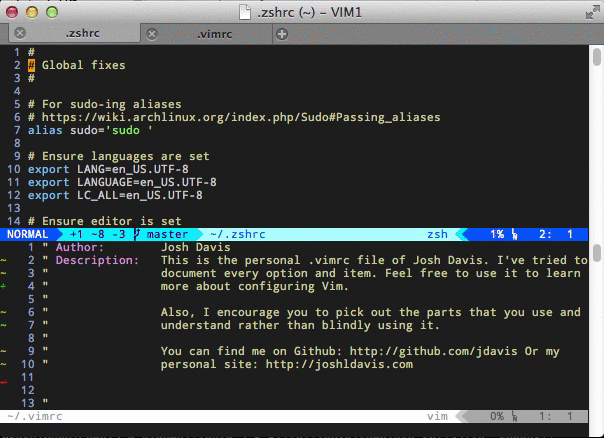 .zshrc (~) – VIM1
.zshrc .vimrc
1 #
2 # Global fixes
3 #
4
5 # For sudo-ing aliases
6 # https://wiki.archlinux.org/index.php/Sudo#Passing_aliases
7 alias sudo='sudo '
8
9 # Ensure languages are set
10 export LANG=en_US.UTF-8
11 export LANGUAGE=en_US.UTF-8
12 export LC_ALL=en_US.UTF-8
13
14 # Ensure editor is set
NORMAL +1 ~8 -3 master ~/.zshrc zsh 1% 2: 1
1 " Author: Josh Davis
~ 2 " Description: This is the personal .vimrc file of Josh Davis. I've tried to
~ 3 " document every option and item. Feel free to use it to learn
+ 4 " more about configuring Vim.
5 "
~ 6 " Also, I encourage you to pick out the parts that you use and
~ 7 " understand rather than blindly using it.
8 "
~ 9 " You can find me on Github: http://github.com/jdavis Or my
~ 10 " personal site: http://joshldavis.com
_ 11
12
13 "
~/.vimrc vim 0% 1: 1